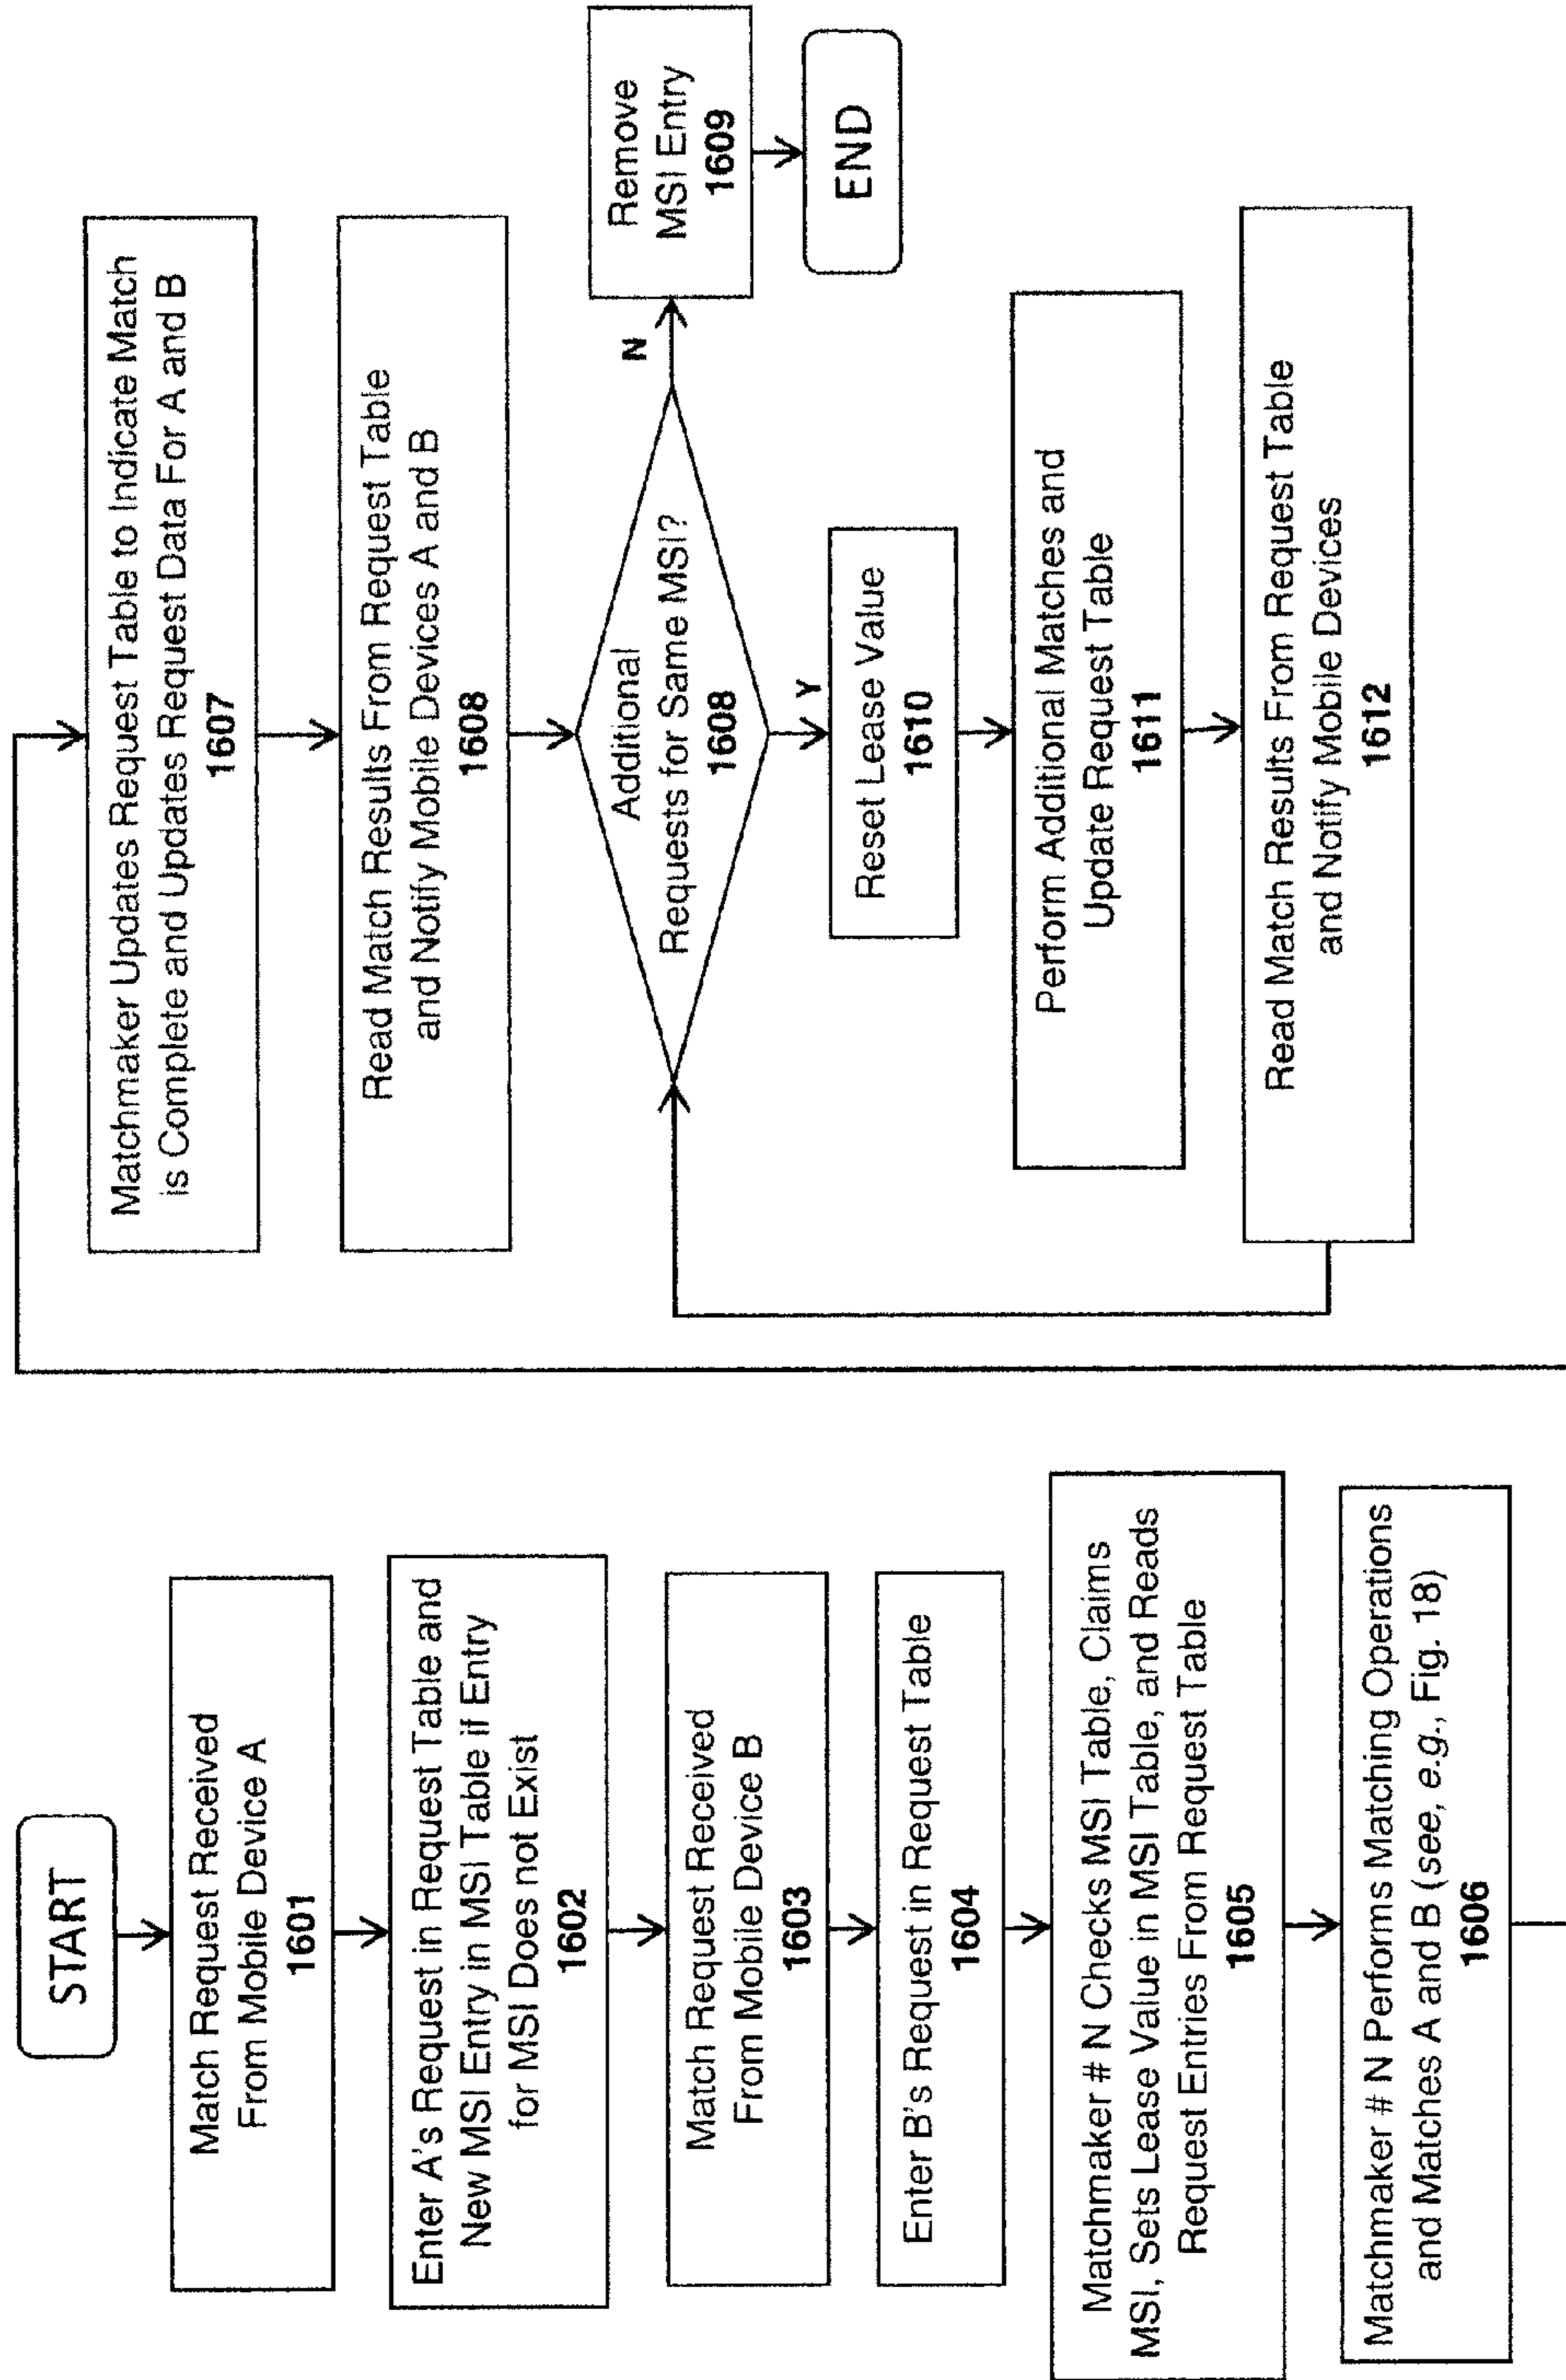 START
Match Request Received
From Mobile Device A
1601
Enter A's Request in Request Table and
New MSI Entry in MSI Table if Entry
for MSI Does not Exist
1602
Match Request Received
From Mobile Device B
1603
Enter B's Request in Request Table
1604
Matchmaker # N Checks MSI Table, Claims
MSI, Sets Lease Value in MSI Table, and Reads
Request Entries From Request Table
1605
Matchmaker # N Performs Matching Operations
and Matches A and B (see, e.g., Fig. 18)
1606
Matchmaker Updates Request Table to Indicate Match
is Complete and Updates Request Data For A and B
1607
Read Match Results From Request Table
and Notify Mobile Devices A and B
1608
Additional
Requests for Same MSI?
1608
N
Remove
MSI Entry
1609
END
Y
Reset Lease Value
1610
Perform Additional Matches and
Update Request Table
1611
Read Match Results From Request Table
and Notify Mobile Devices
1612